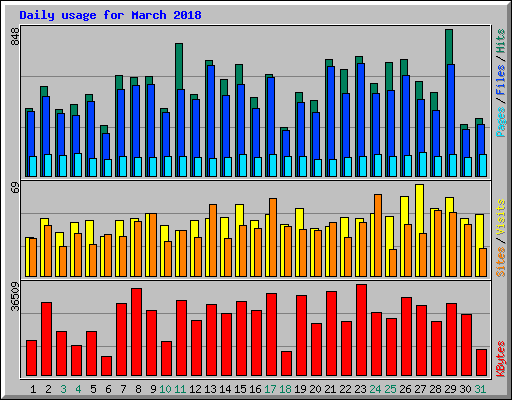 Daily usage for March 2018
848
Pages / Files / Hits
69
Sites / Visits
36509
KBytes
1 2 3 4 5 6 7 8 9 10 11 12 13 14 15 16 17 18 19 20 21 22 23 24 25 26 27 28 29 30 31